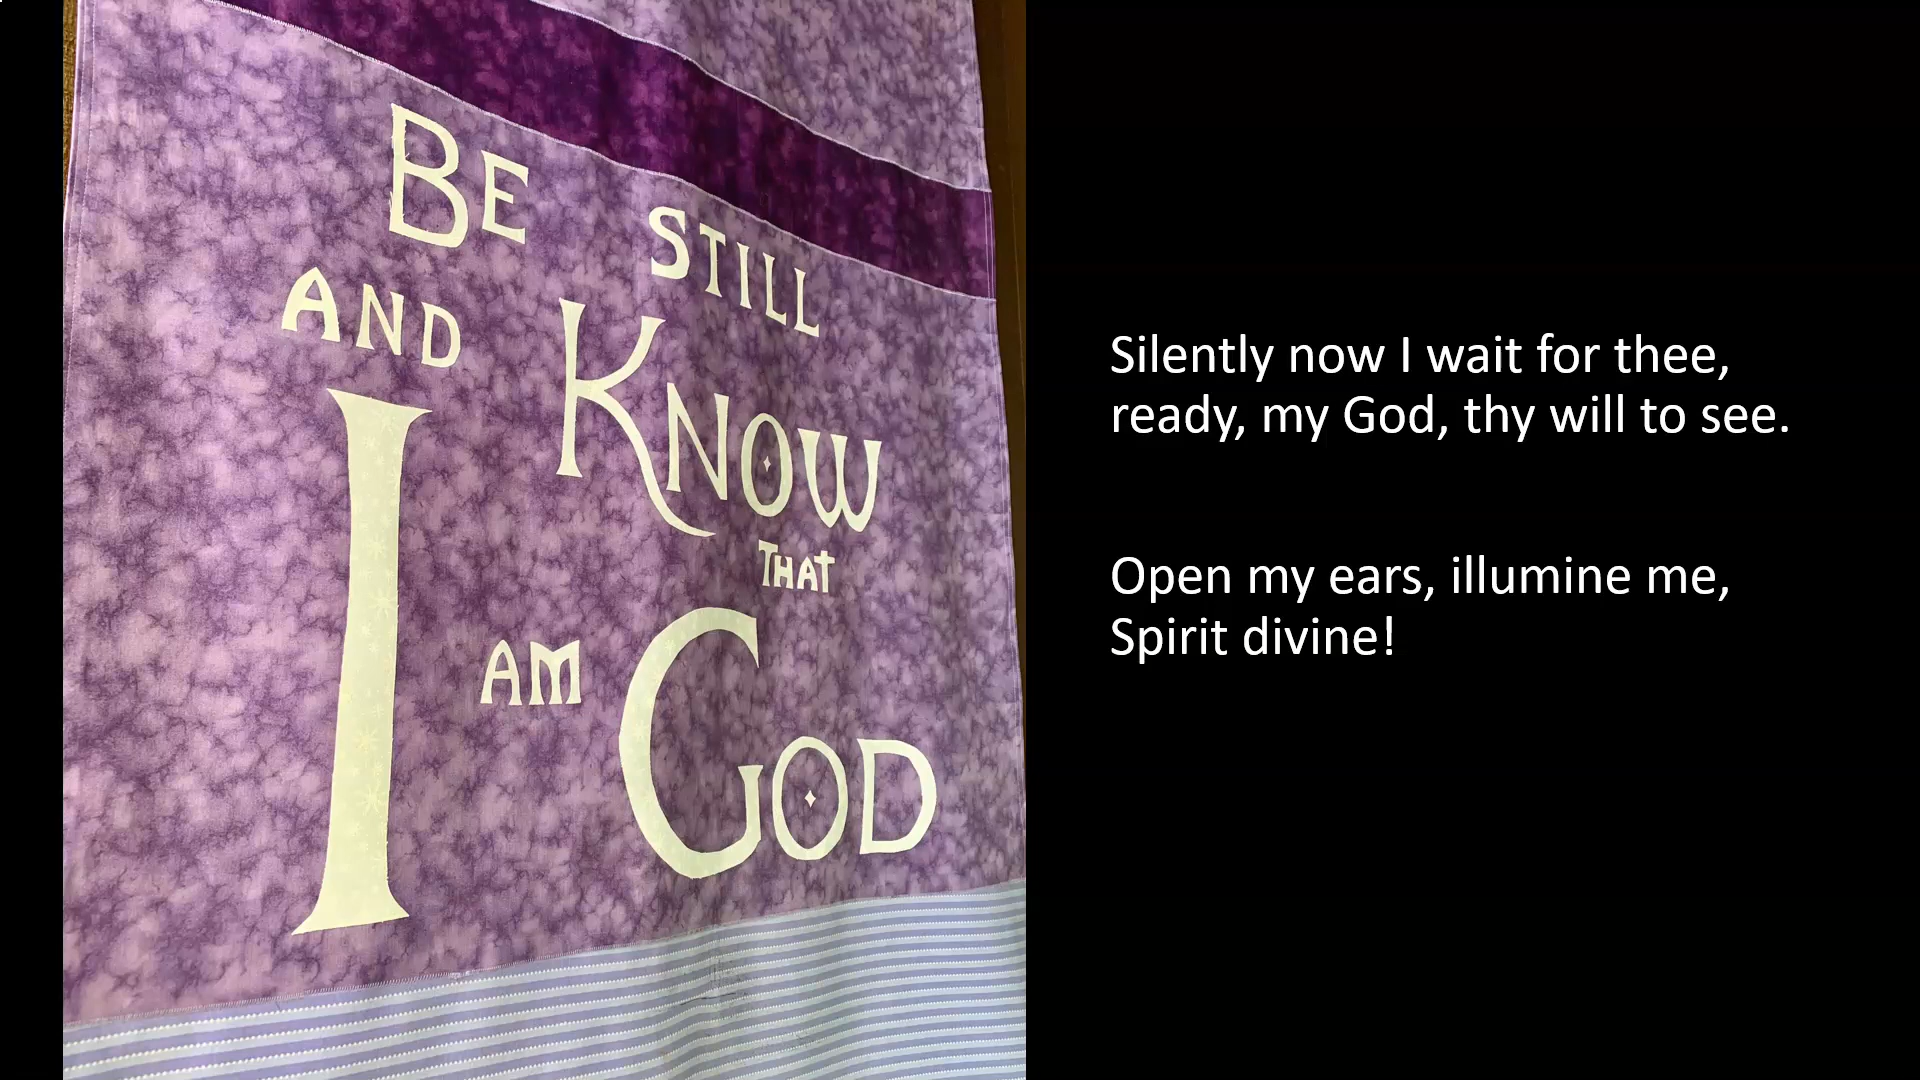 BE STILL
AND KNOW
THAT
I AM GOD
Silently now I wait for thee,
ready, my God, thy will to see.
Open my ears, illumine me,
Spirit divine!